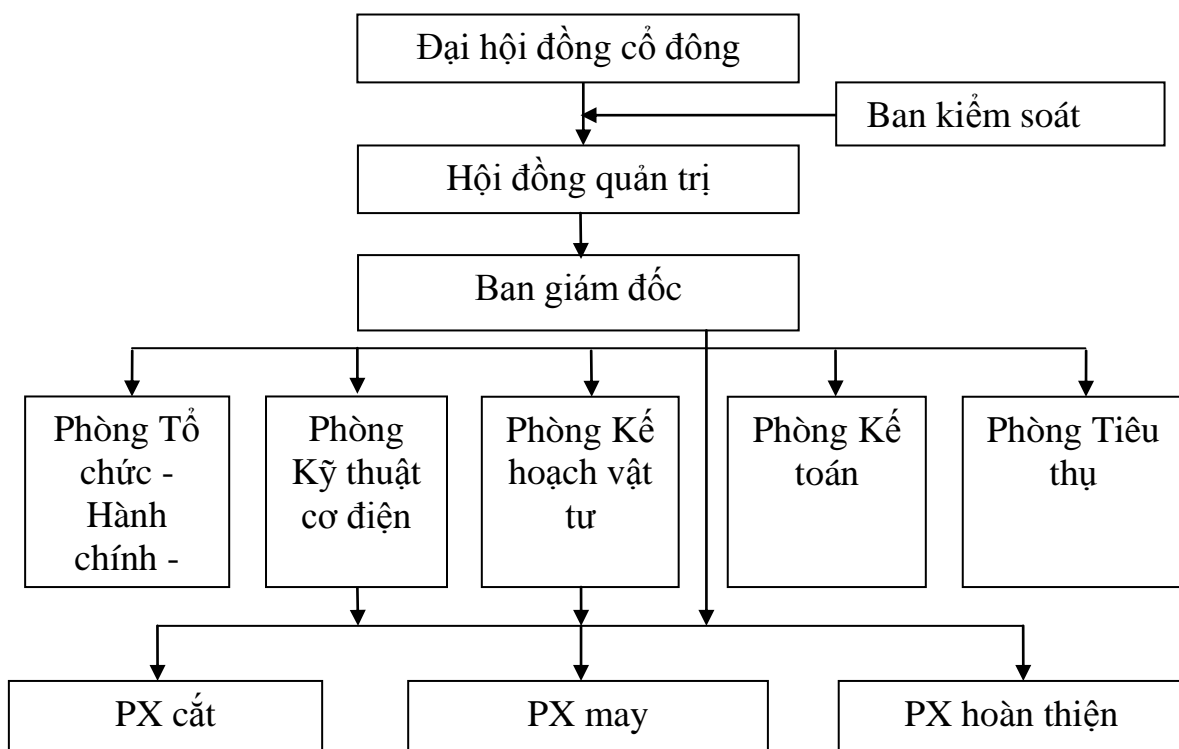 Đại hội đồng cổ đông
Ban kiểm soát
Hội đồng quản trị
Ban giám đốc
Phòng Tổ
chức -
Hành
chính -
Phòng
Kỹ thuật
cơ điện
Phòng Kế
hoạch vật
tư
Phòng Kế
toán
Phòng Tiêu
thụ
PX cắt
PX may
PX hoàn thiện